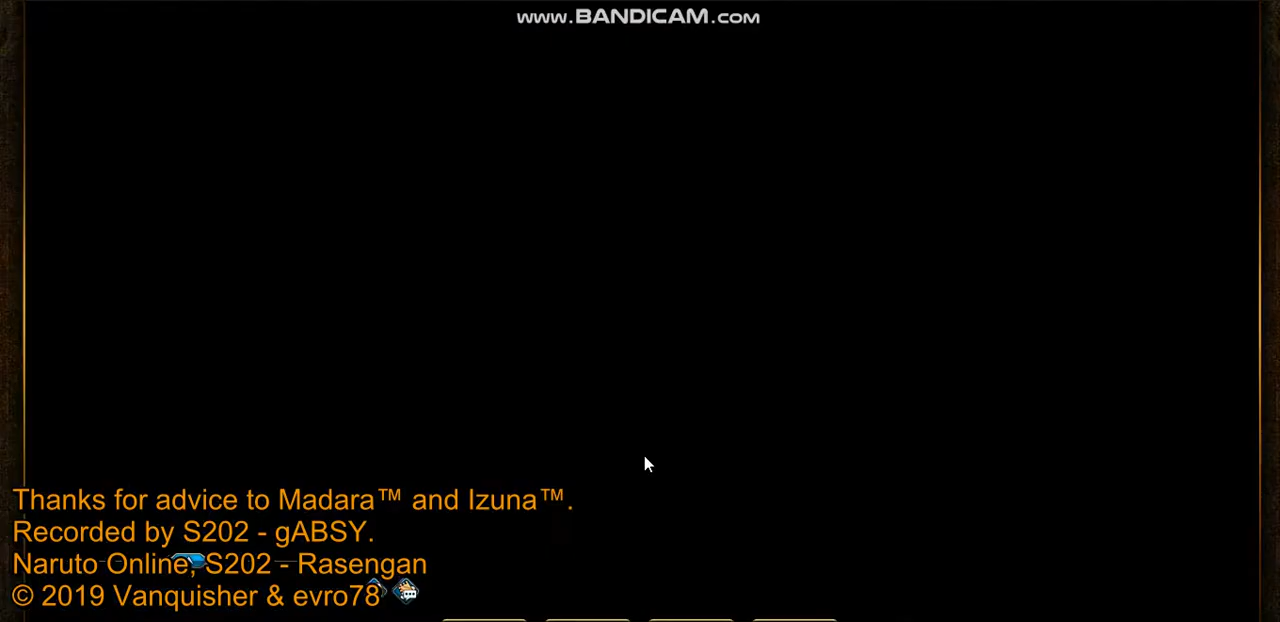 www.BANDICAM.COM
Thanks for advice to Madara™ and Izuna™.
Recorded by S202 - gABSY.
Naruto Online, S202 - Rasengan
© 2019 Vanquisher & evro78